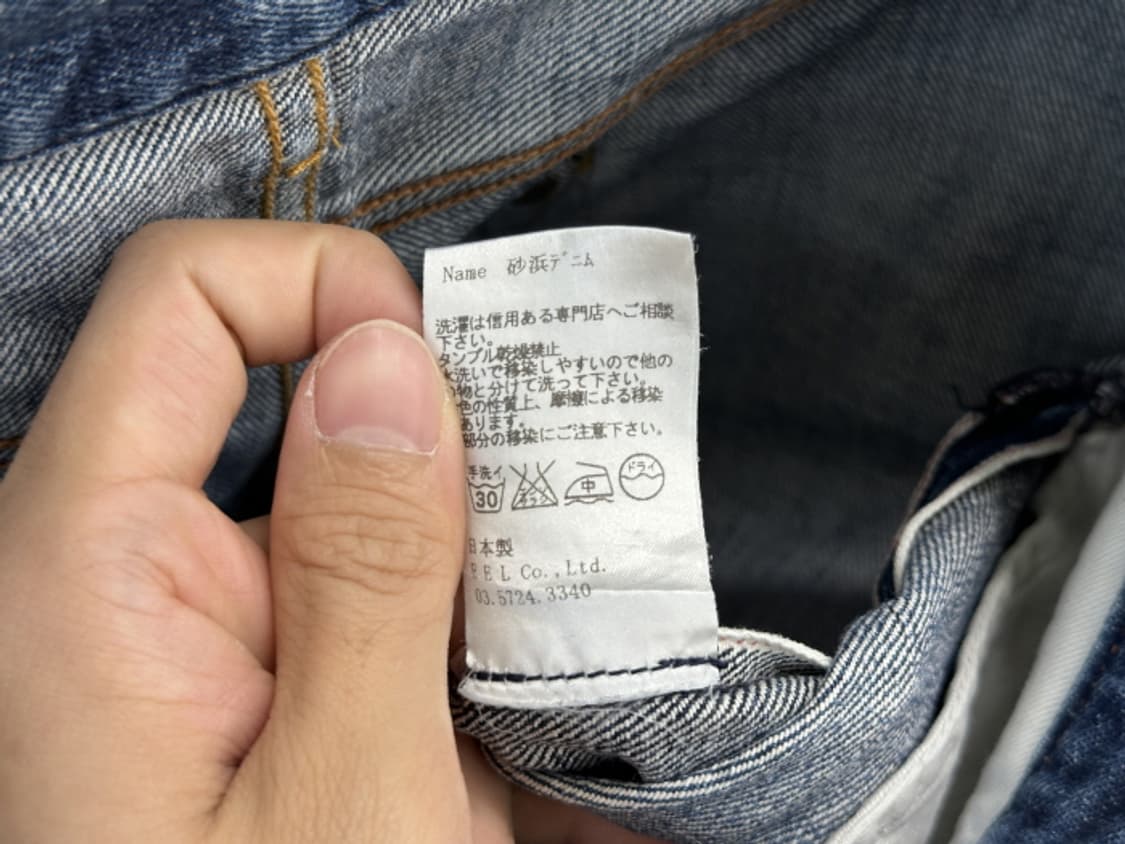 Name 砂浜デニム
洗濯は信用ある専門店へご相談
下さい。
タンブル乾燥禁止
水洗いで移染しやすいので他の
物と分けて洗って下さい。
色の性質上、摩擦による移染
あります。
部分の移染にご注意下さい。
手洗イ
30
エンソ
中
ドライ
日本製
E L Co.,Ltd.
03.5724.3340